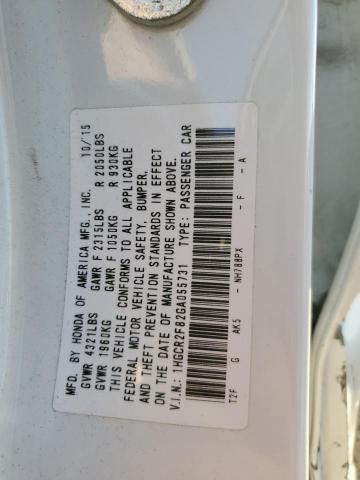 MFD. BY HONDA OF AMERICA MFG., INC. 10/15
GVWR 4321LBS GAWR F 2315LBS R 2050LBS
GVWR 1960KG GAWR F 1050KG R 930KG
THIS VEHICLE CONFORMS TO ALL APPLICABLE
FEDERAL MOTOR VEHICLE SAFETY, BUMPER,
AND THEFT PREVENTION STANDARDS IN EFFECT
ON THE DATE OF MANUFACTURE SHOWN ABOVE.
V.I.N.: 1HGCR2F82GA055731 TYPE: PASSENGER CAR
T2F G AK5 - NH788PX - F - A